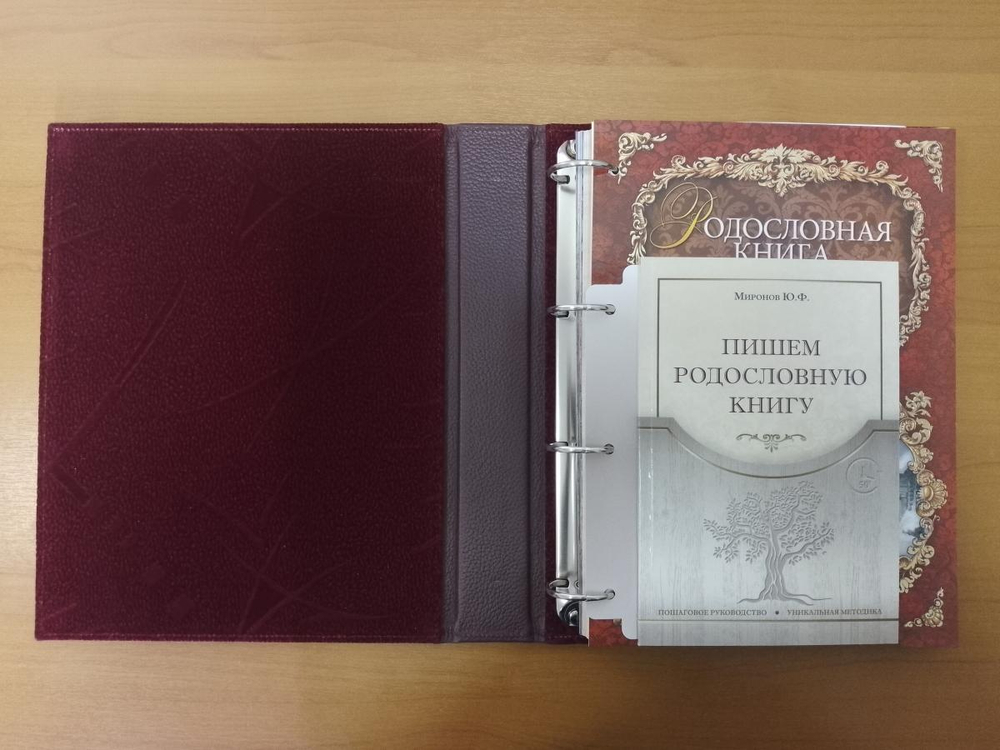 Родословная
КНИГА
Миронов Ю.Ф.
ПИШЕМ
РОДОСЛОВНУЮ
КНИГУ
ПОШАГОВОЕ РУКОВОДСТВО • УНИКАЛЬНАЯ МЕТОДИКА